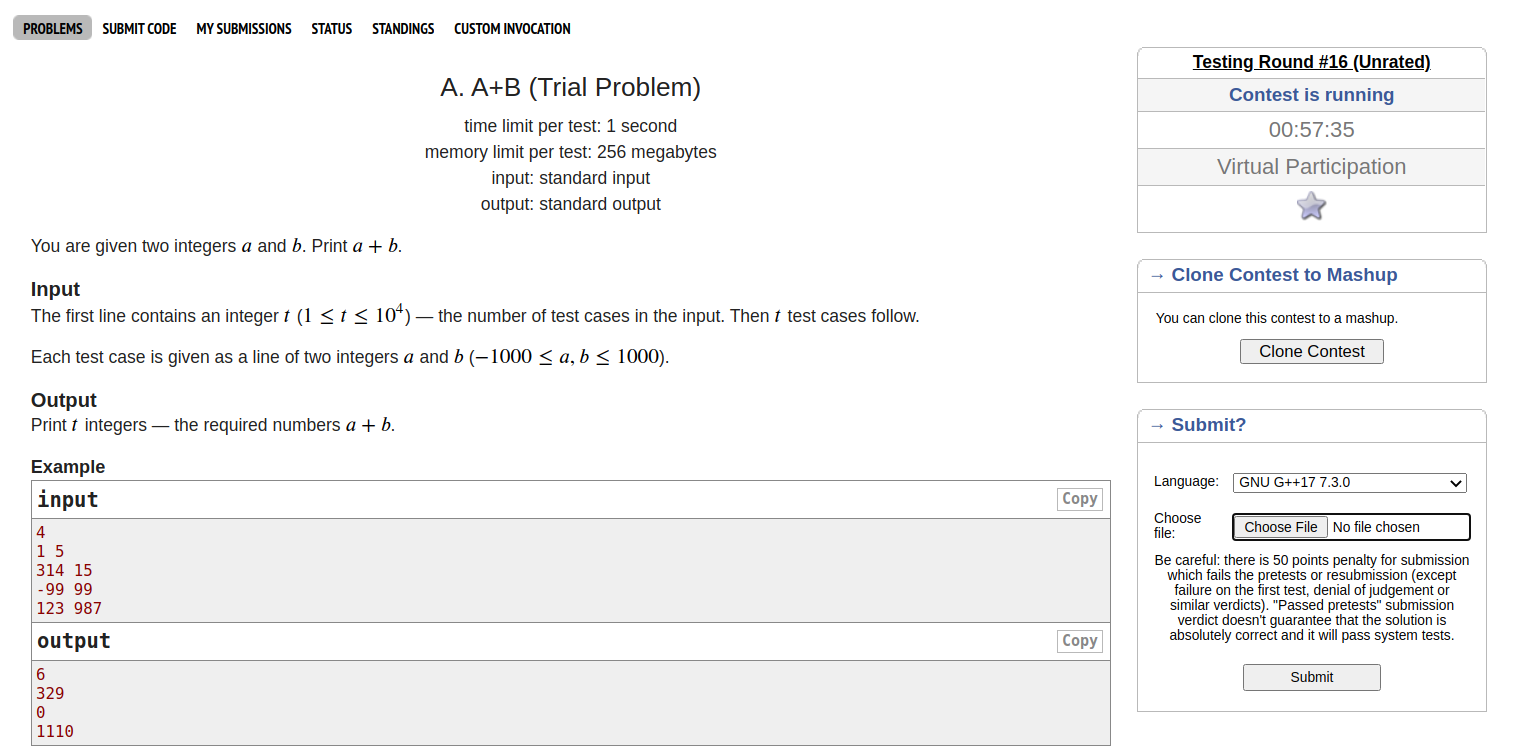 PROBLEMS SUBMIT CODE MY SUBMISSIONS STATUS STANDINGS CUSTOM INVOCATION
A. A+B (Trial Problem)
time limit per test: 1 second
memory limit per test: 256 megabytes
input: standard input
output: standard output
You are given two integers a and b. Print a + b.
Input
The first line contains an integer t (1 ≤ t ≤ 10⁴) — the number of test cases in the input. Then t test cases follow.
Each test case is given as a line of two integers a and b (−1000 ≤ a, b ≤ 1000).
Output
Print t integers — the required numbers a + b.
Example
input Copy
4
1 5
314 15
-99 99
123 987
output Copy
6
329
0
1110
Testing Round #16 (Unrated)
Contest is running
00:57:35
Virtual Participation
→ Clone Contest to Mashup
You can clone this contest to a mashup.
Clone Contest
→ Submit?
Language: GNU G++17 7.3.0
Choose
file:
Choose File No file chosen
Be careful: there is 50 points penalty for submission
which fails the pretests or resubmission (except
failure on the first test, denial of judgement or
similar verdicts). "Passed pretests" submission
verdict doesn't guarantee that the solution is
absolutely correct and it will pass system tests.
Submit